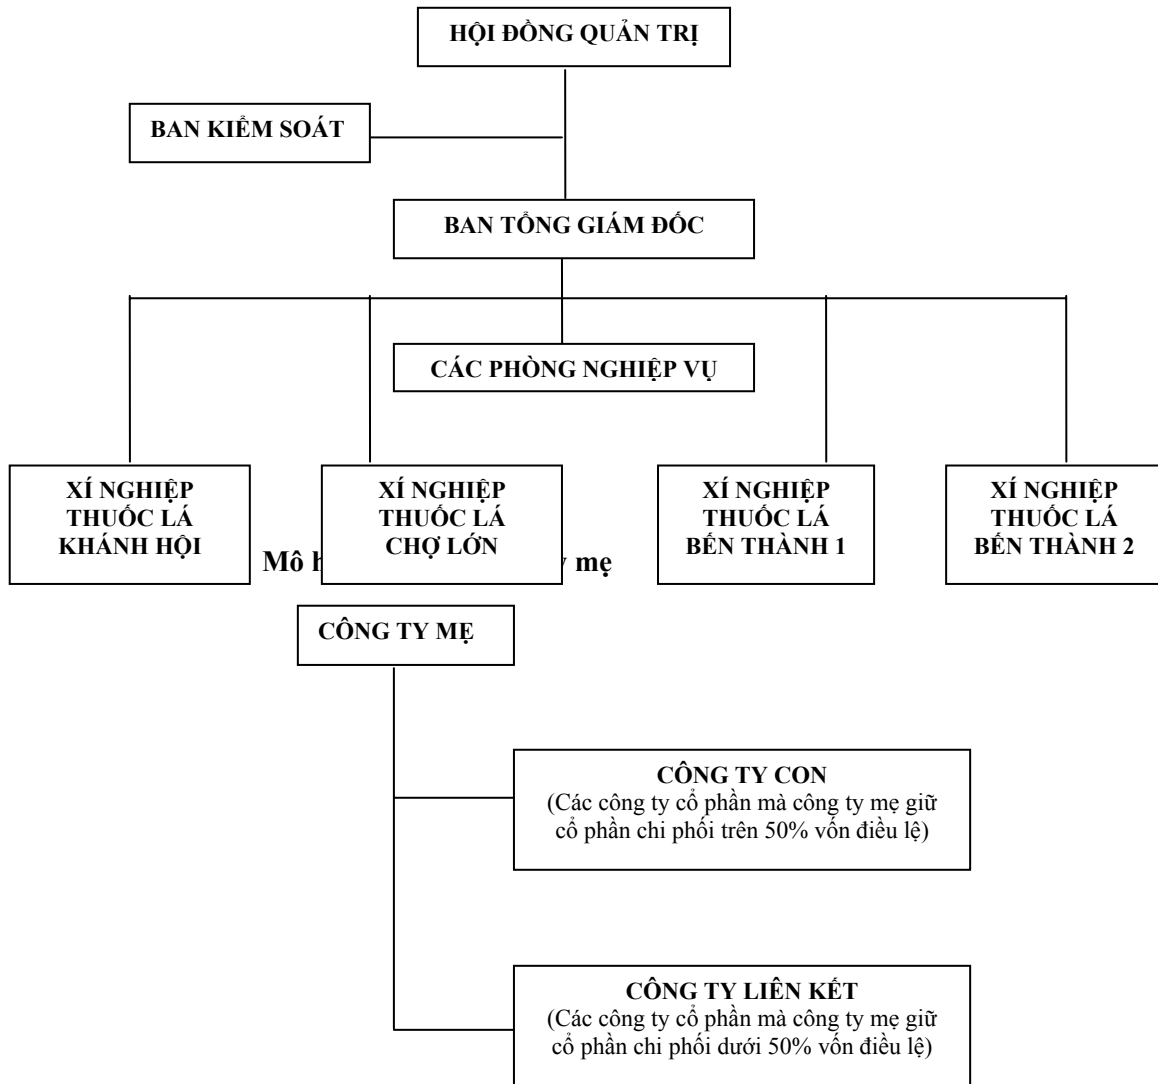 HỘI ĐỒNG QUẢN TRỊ
BAN KIỂM SOÁT
BAN TỔNG GIÁM ĐỐC
CÁC PHÒNG NGHIỆP VỤ
XÍ NGHIỆP
THUỐC LÁ
KHÁNH HỘI
XÍ NGHIỆP
THUỐC LÁ
CHỢ LỚN
XÍ NGHIỆP
THUỐC LÁ
BẾN THÀNH 1
XÍ NGHIỆP
THUỐC LÁ
BẾN THÀNH 2
Mô mẹ
CÔNG TY MẸ
CÔNG TY CON
(Các công ty cổ phần mà công ty mẹ giữ
cổ phần chi phối trên 50% vốn điều lệ)
CÔNG TY LIÊN KẾT
(Các công ty cổ phần mà công ty mẹ giữ
cổ phần chi phối dưới 50% vốn điều lệ)